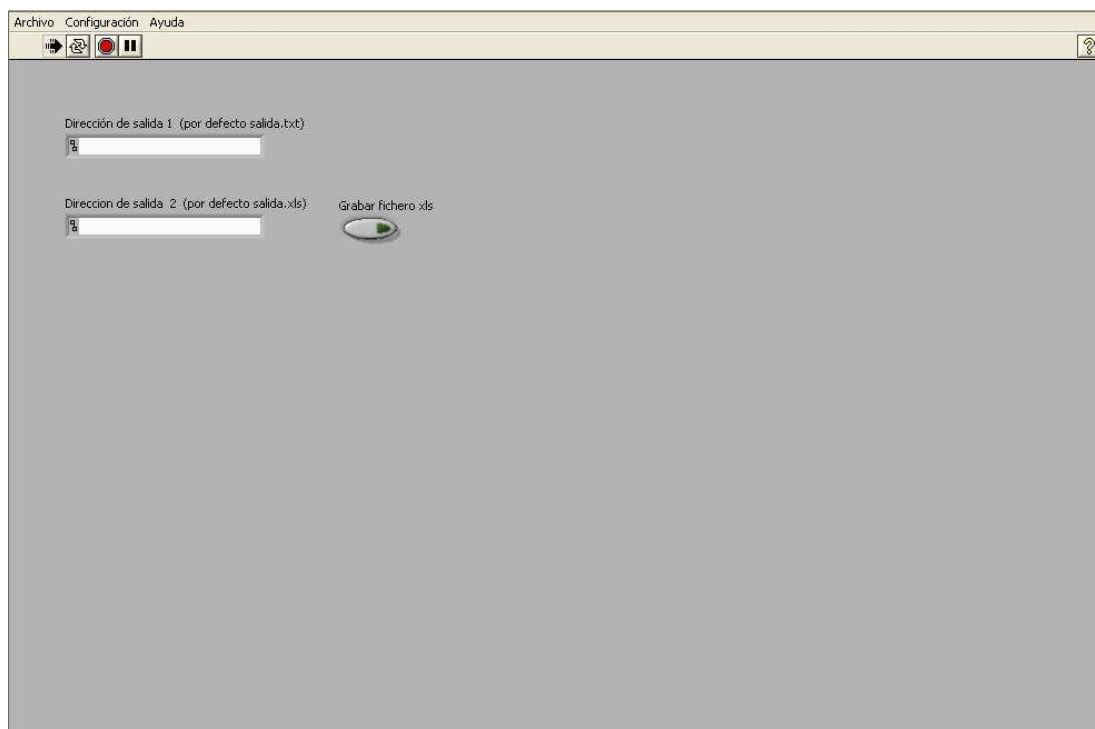 Archivo Configuración Ayuda
?
Dirección de salida 1 (por defecto salida.txt)
Direccion de salida 2 (por defecto salida.xls)
Grabar fichero xls